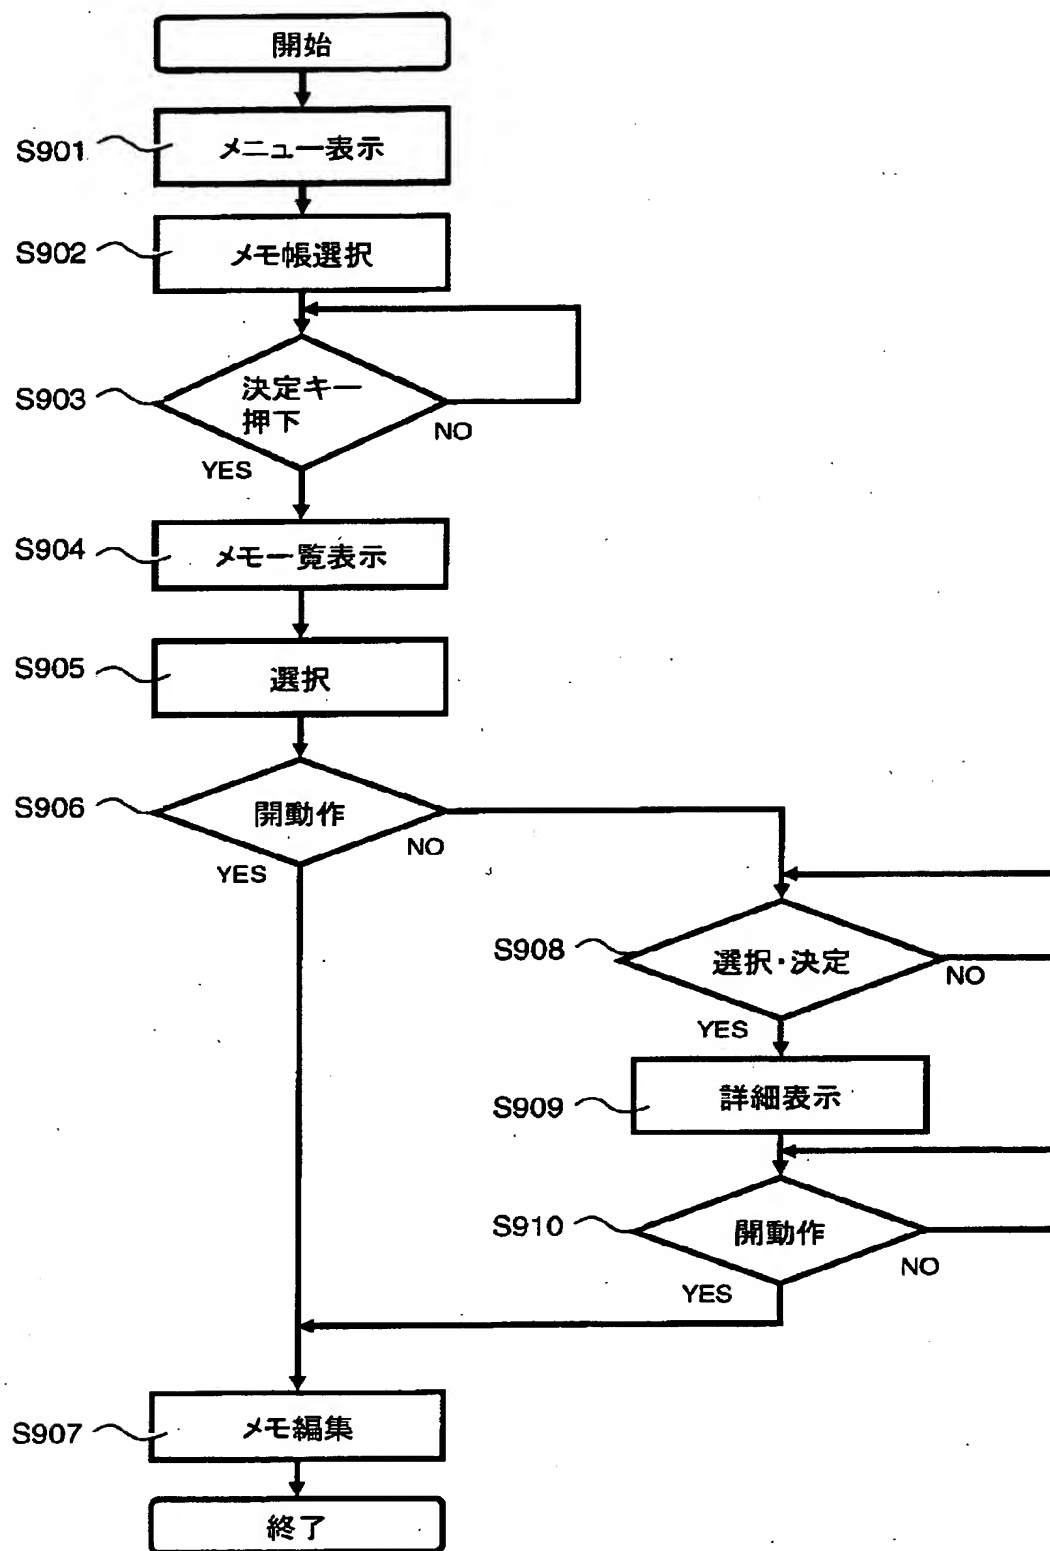 開始
S901
メニュー表示
S902
メモ帳選択
S903
決定キー
押下
NO
YES
S904
メモ一覧表示
S905
選択
S906
開動作
NO
YES
S908
選択・決定
NO
YES
S909
詳細表示
S910
開動作
NO
YES
S907
メモ編集
終了